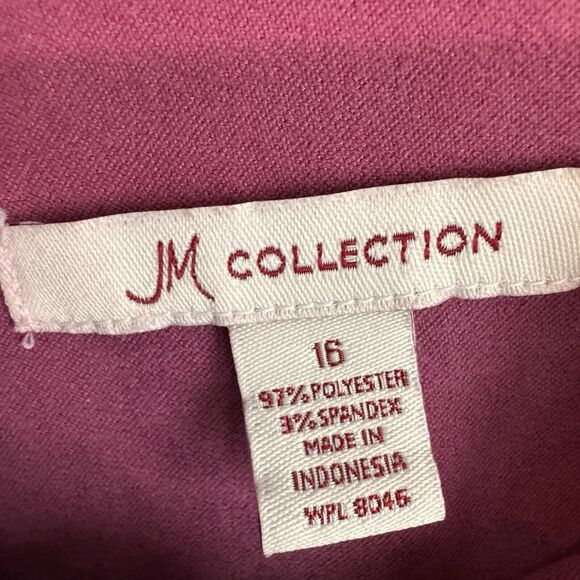 JM COLLECTION
16
97% POLYESTER
3% SPANDEX
MADE IN
INDONESIA
WPL 8046